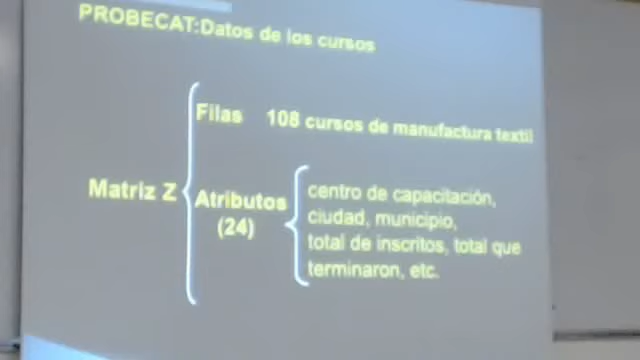 PROBECAT:Datos de los cursos
Filas 108 cursos de manufactura textil
Matriz Z
Atributos
(24)
centro de capacitación,
ciudad, municipio,
total de inscritos, total que
terminaron, etc.